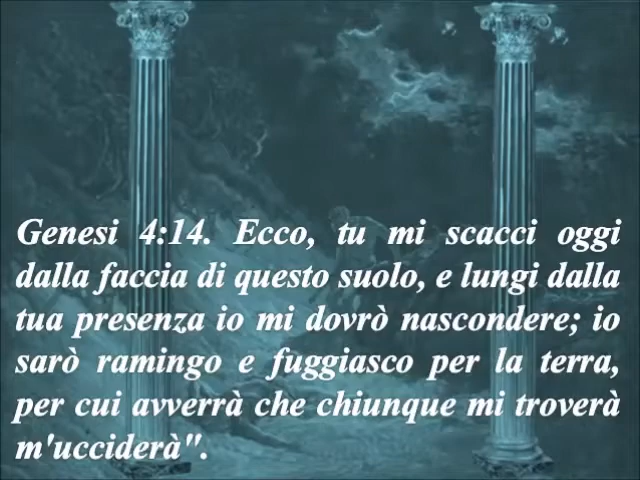 Genesi 4:14. Ecco, tu mi scacci oggi
dalla faccia di questo suolo, e lungi dalla
tua presenza io mi dovrò nascondere; io
sarò ramingo e fuggiasco per la terra,
per cui avverrà che chiunque mi troverà
m'ucciderà".